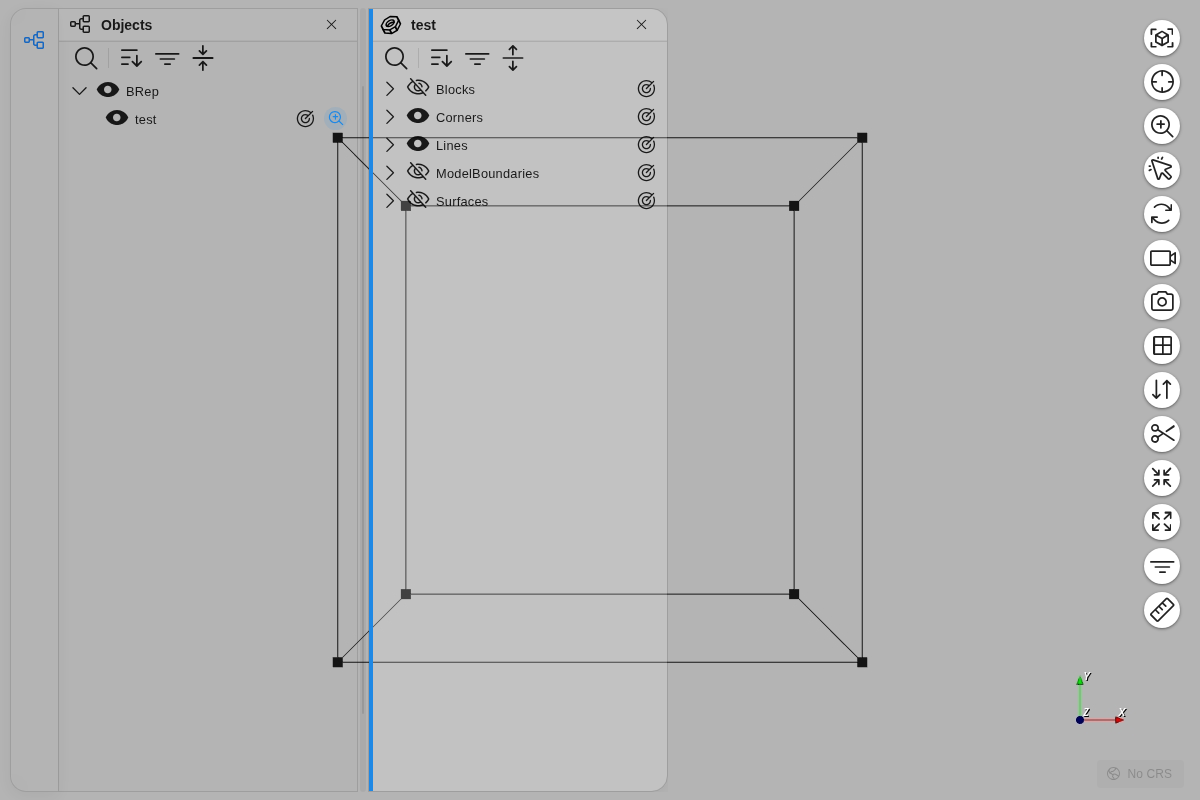 Objects
BRep
test
test
Blocks
Corners
Lines
ModelBoundaries
Surfaces
Y
Z
X
No CRS